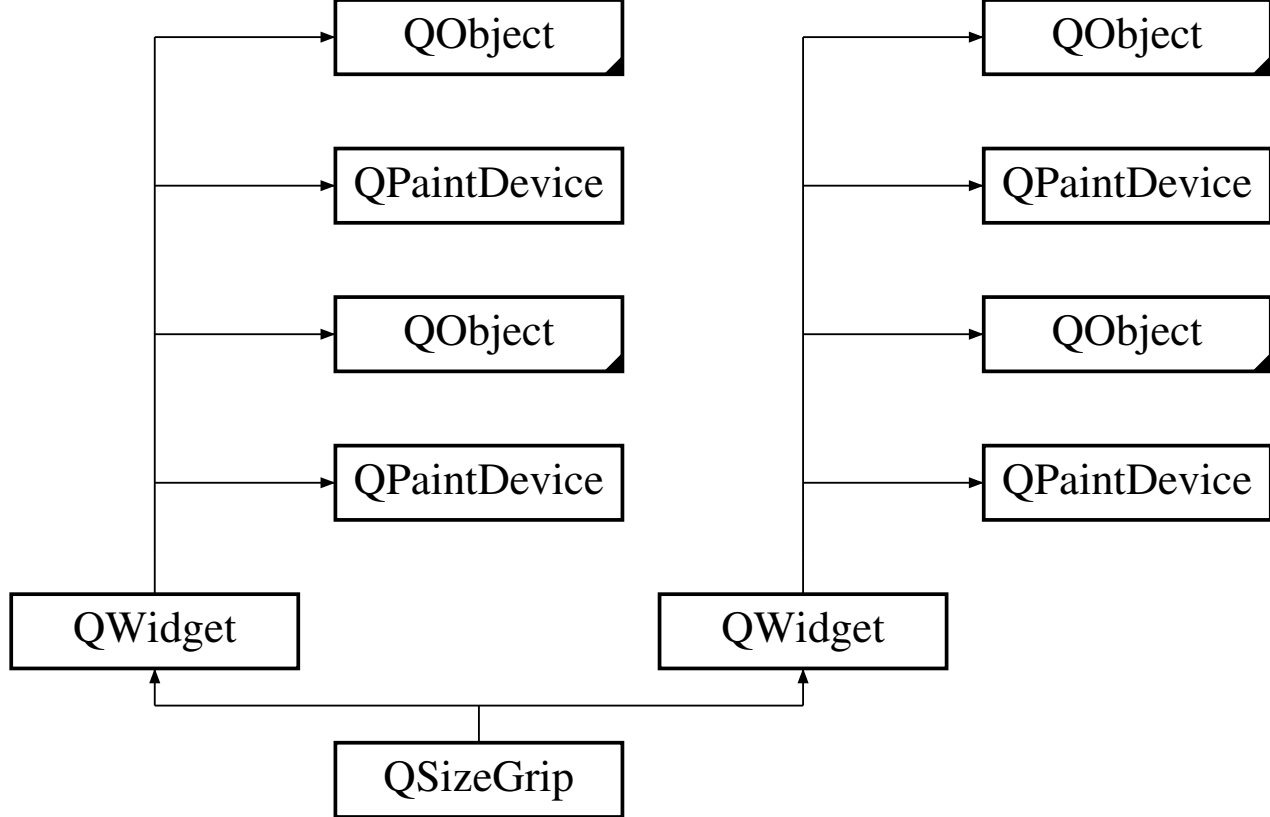 QObject
QObject
QPaintDevice
QPaintDevice
QObject
QObject
QPaintDevice
QPaintDevice
QWidget
QWidget
QSizeGrip